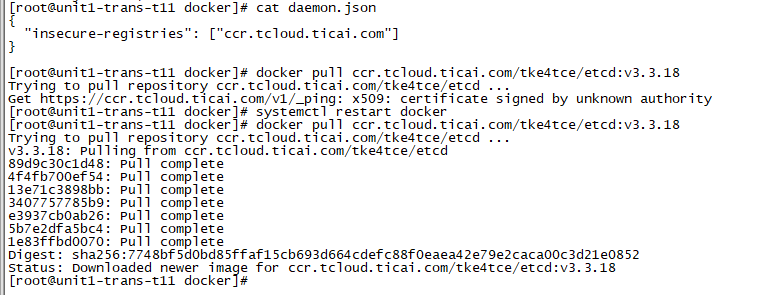 [root@unit1-trans-t11 docker]# cat daemon.json
{
  "insecure-registries": ["ccr.tcloud.ticai.com"]
}
[root@unit1-trans-t11 docker]# docker pull ccr.tcloud.ticai.com/tke4tce/etcd:v3.3.18
Trying to pull repository ccr.tcloud.ticai.com/tke4tce/etcd ...
Get https://ccr.tcloud.ticai.com/v1/_ping: x509: certificate signed by unknown authority
[root@unit1-trans-t11 docker]# systemctl restart docker
[root@unit1-trans-t11 docker]# docker pull ccr.tcloud.ticai.com/tke4tce/etcd:v3.3.18
Trying to pull repository ccr.tcloud.ticai.com/tke4tce/etcd ...
v3.3.18: Pulling from ccr.tcloud.ticai.com/tke4tce/etcd
89d9c30c1d48: Pull complete
4f4fb700ef54: Pull complete
13e71c3898bb: Pull complete
3407757785b9: Pull complete
e3937cb0ab26: Pull complete
5b7e2dfa5bc4: Pull complete
1e83ffbd0070: Pull complete
Digest: sha256:7748bf5d0bd85ffaf15cb693d664cdefc88f0eaea42e79e2caca00c3d21e0852
Status: Downloaded newer image for ccr.tcloud.ticai.com/tke4tce/etcd:v3.3.18
[root@unit1-trans-t11 docker]#